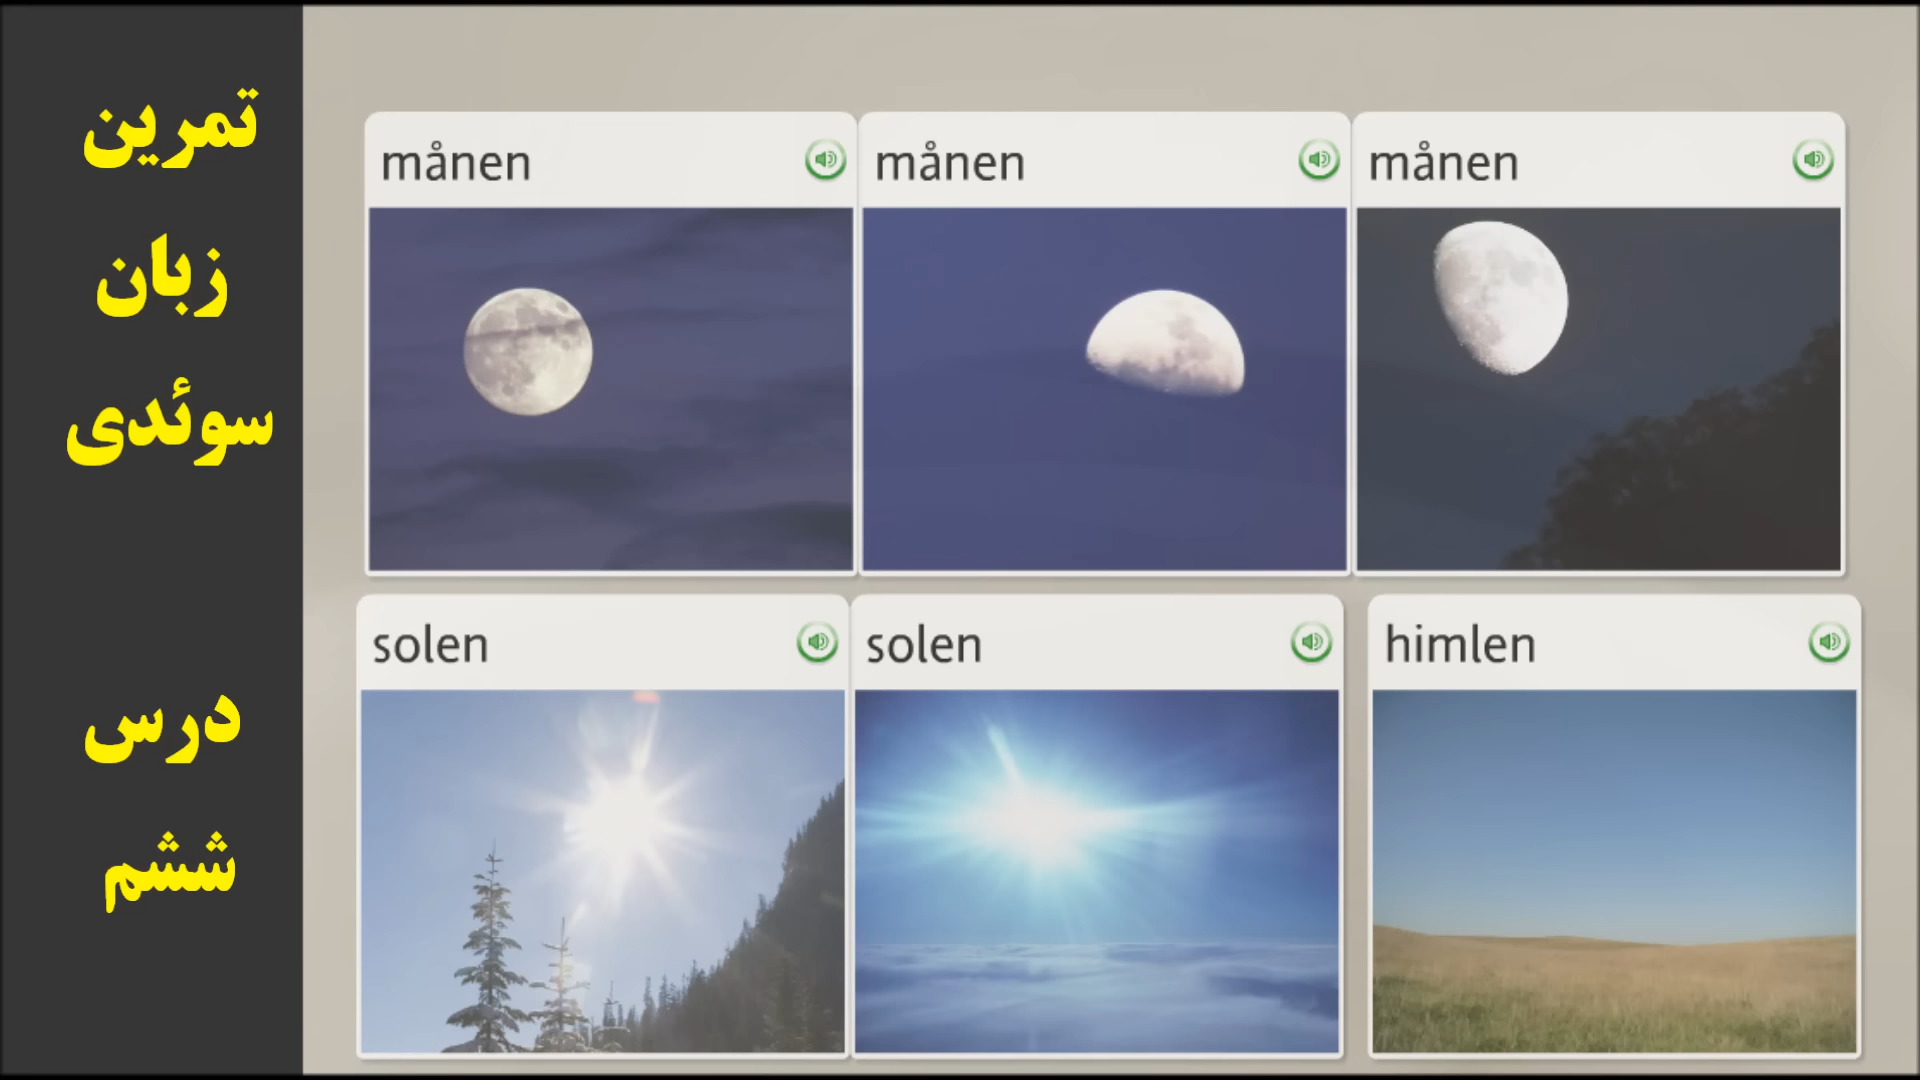 تمرین
زبان
سوئدی
درس
ششم
månen
månen
månen
solen
solen
himlen